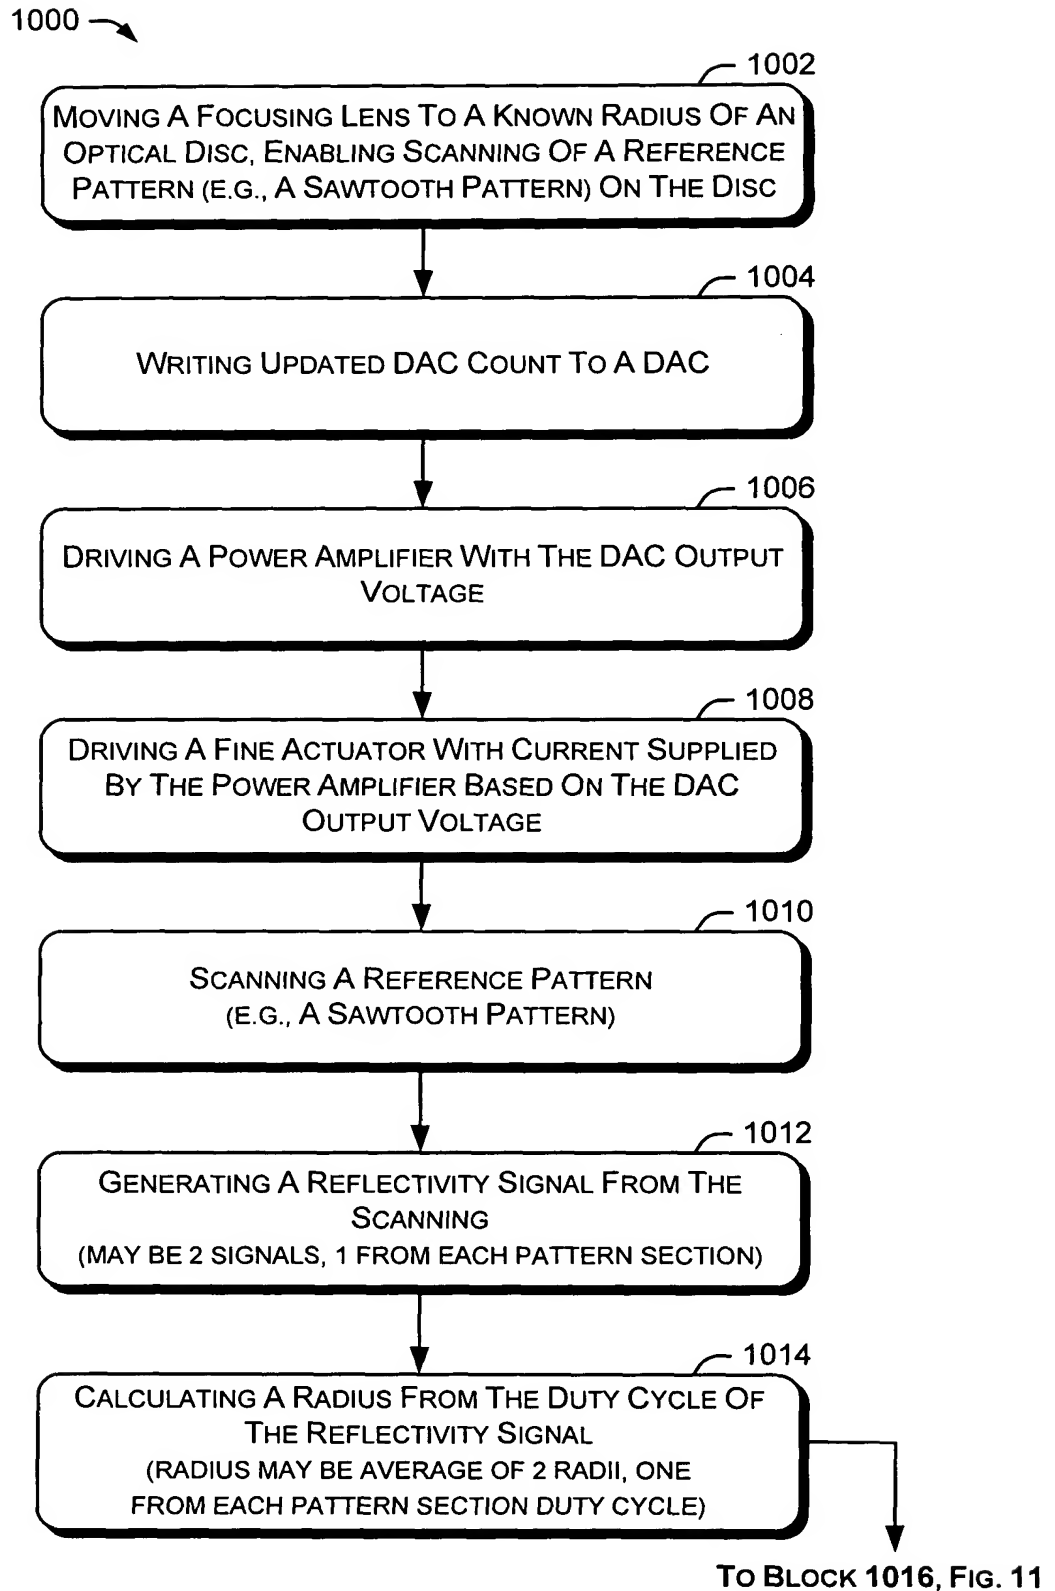 1000
1002
MOVING A FOCUSING LENS TO A KNOWN RADIUS OF AN
OPTICAL DISC, ENABLING SCANNING OF A REFERENCE
PATTERN (E.G., A SAWTOOTH PATTERN) ON THE DISC
1004
WRITING UPDATED DAC COUNT TO A DAC
1006
DRIVING A POWER AMPLIFIER WITH THE DAC OUTPUT
VOLTAGE
1008
DRIVING A FINE ACTUATOR WITH CURRENT SUPPLIED
BY THE POWER AMPLIFIER BASED ON THE DAC
OUTPUT VOLTAGE
1010
SCANNING A REFERENCE PATTERN
(E.G., A SAWTOOTH PATTERN)
1012
GENERATING A REFLECTIVITY SIGNAL FROM THE
SCANNING
(MAY BE 2 SIGNALS, 1 FROM EACH PATTERN SECTION)
1014
CALCULATING A RADIUS FROM THE DUTY CYCLE OF
THE REFLECTIVITY SIGNAL
(RADIUS MAY BE AVERAGE OF 2 RADII, ONE
FROM EACH PATTERN SECTION DUTY CYCLE)
TO BLOCK 1016, FIG. 11